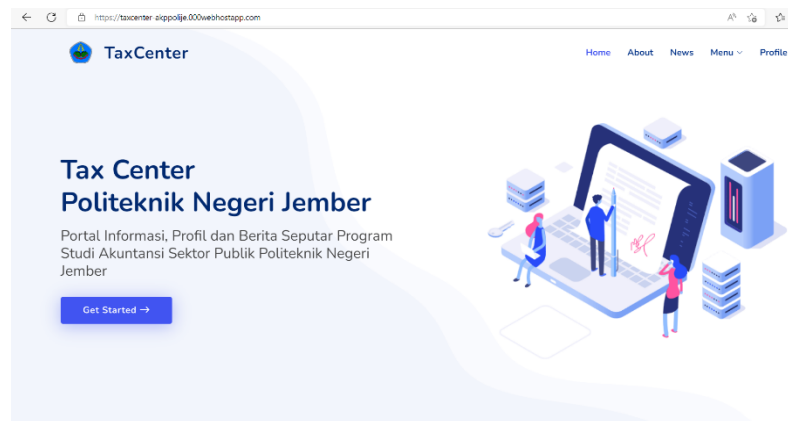 https://taxcenter-akppolije.000webhostapp.com
TaxCenter
Home About News Menu Profile
Tax Center
Politeknik Negeri Jember
Portal Informasi, Profil dan Berita Seputar Program
Studi Akuntansi Sektor Publik Politeknik Negeri
Jember
Get Started →